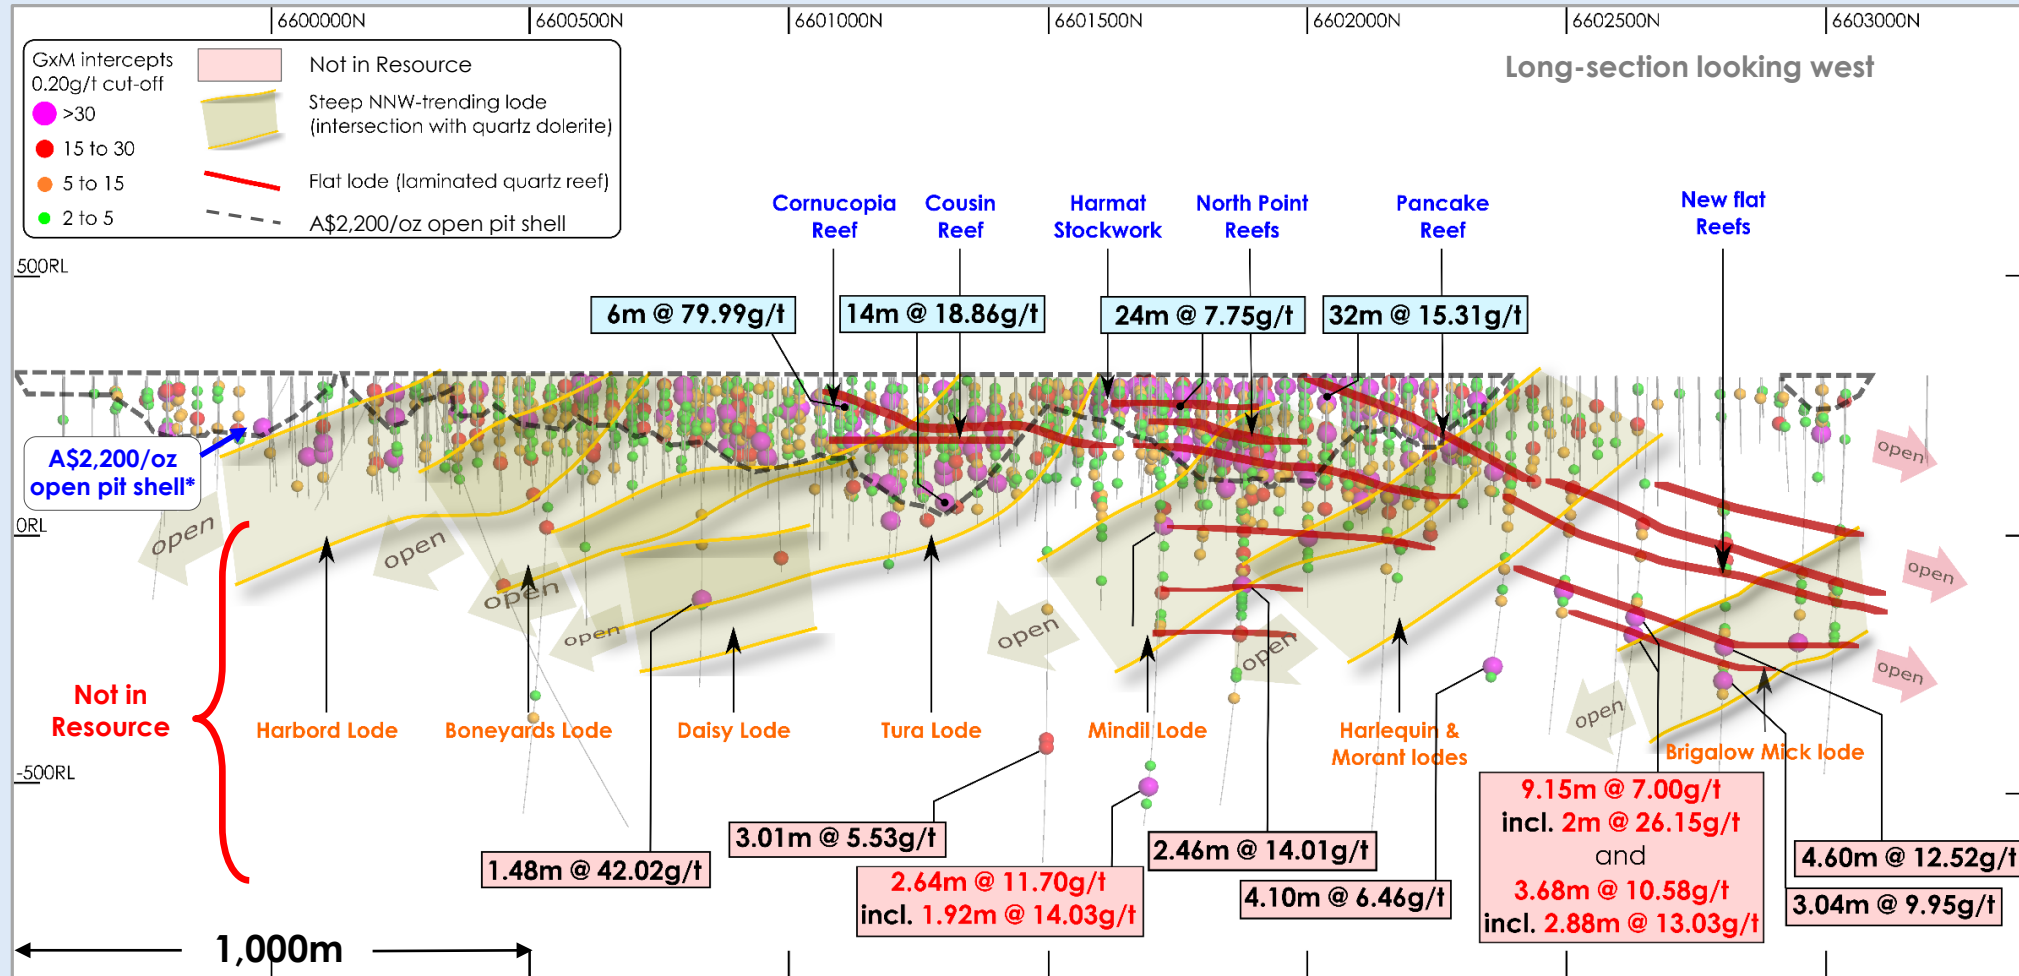 6600000N
6600500N
6601000N
6601500N
6602000N
6602500N
6603000N
GxM intercepts
0.20g/t cut-off
>30
15 to 30
5 to 15
2 to 5
Not in Resource
Steep NNW-trending lode
(intersection with quartz dolerite)
Flat lode (laminated quartz reef)
A$2,200/oz open pit shell
Long-section looking west
Cornucopia
Reef
Cousin
Reef
Harmat
Stockwork
North Point
Reefs
Pancake
Reef
New flat
Reefs
500RL
6m @ 79.99g/t
14m @ 18.86g/t
24m @ 7.75g/t
32m @ 15.31g/t
A$2,200/oz
open pit shell*
open
open
open
open
open
open
open
open
open
open
0RL
Not in
Resource
Harbord Lode
Boneyards Lode
Daisy Lode
Tura Lode
Mindil Lode
Harlequin &
Morant lodes
Brigalow Mick lode
-500RL
1.48m @ 42.02g/t
3.01m @ 5.53g/t
2.64m @ 11.70g/t
incl. 1.92m @ 14.03g/t
2.46m @ 14.01g/t
4.10m @ 6.46g/t
9.15m @ 7.00g/t
incl. 2m @ 26.15g/t
and
3.68m @ 10.58g/t
incl. 2.88m @ 13.03g/t
4.60m @ 12.52g/t
3.04m @ 9.95g/t
1,000m